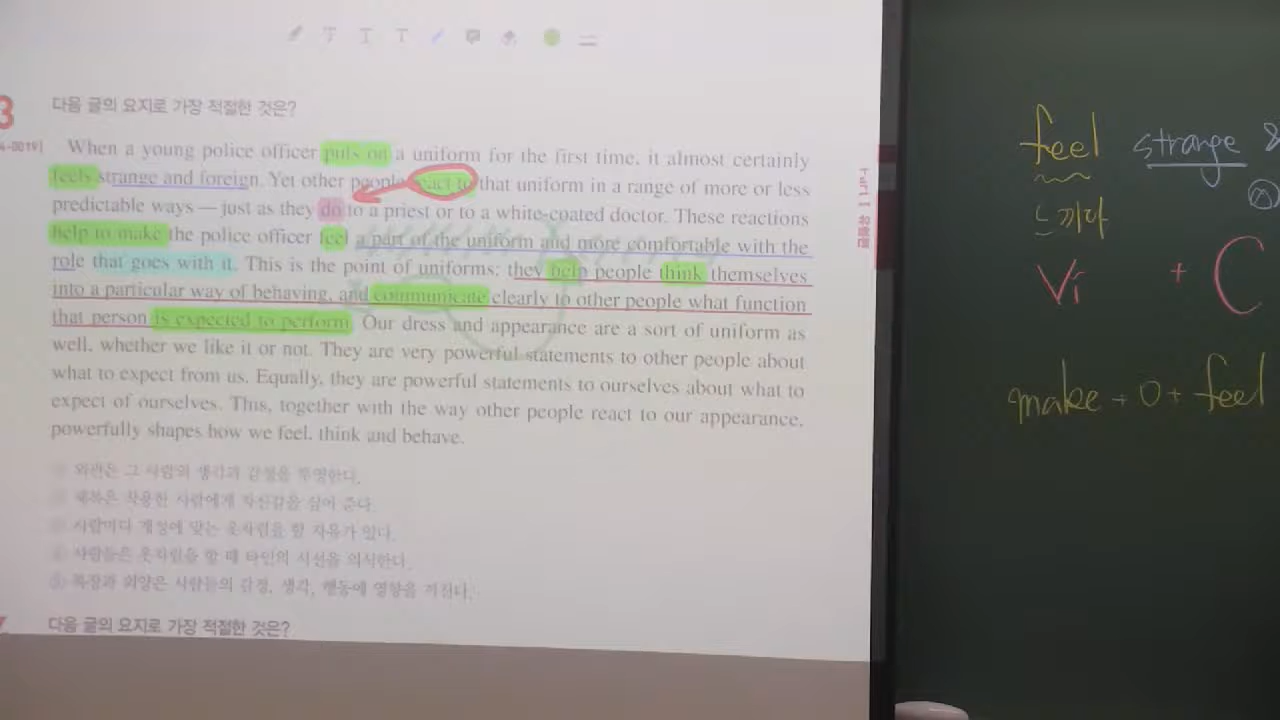 3
다음 글의 요지로 가장 적절한 것은?
When a young police officer puts on a uniform for the first time, it almost certainly
feels strange and foreign. Yet other people react to that uniform in a range of more or less
predictable ways — just as they do to a priest or to a white-coated doctor. These reactions
help to make the police officer feel a part of the uniform and more comfortable with the
role that goes with it. This is the point of uniforms; they help people think themselves
into a particular way of behaving, and communicate clearly to other people what function
that person is expected to perform. Our dress and appearance are a sort of uniform as
well, whether we like it or not. They are very powerful statements to other people about
what to expect from us. Equally, they are powerful statements to ourselves about what to
expect of ourselves. This, together with the way other people react to our appearance,
powerfully shapes how we feel, think and behave.
① 외관은 그 사람의 생각과 감정을 투영한다.
② 제복은 착용한 사람에게 자신감을 심어 준다.
③ 사람마다 개성에 맞는 옷차림을 할 자유가 있다.
④ 사람들은 옷차림을 할 때 타인의 시선을 의식한다.
⑤ 복장과 외양은 사람들의 감정, 생각, 행동에 영향을 끼친다.
다음 글의 요지로 가장 적절한 것은?
Part 1 유형편
feel strange &
느끼다
Vi + C
make + O + feel